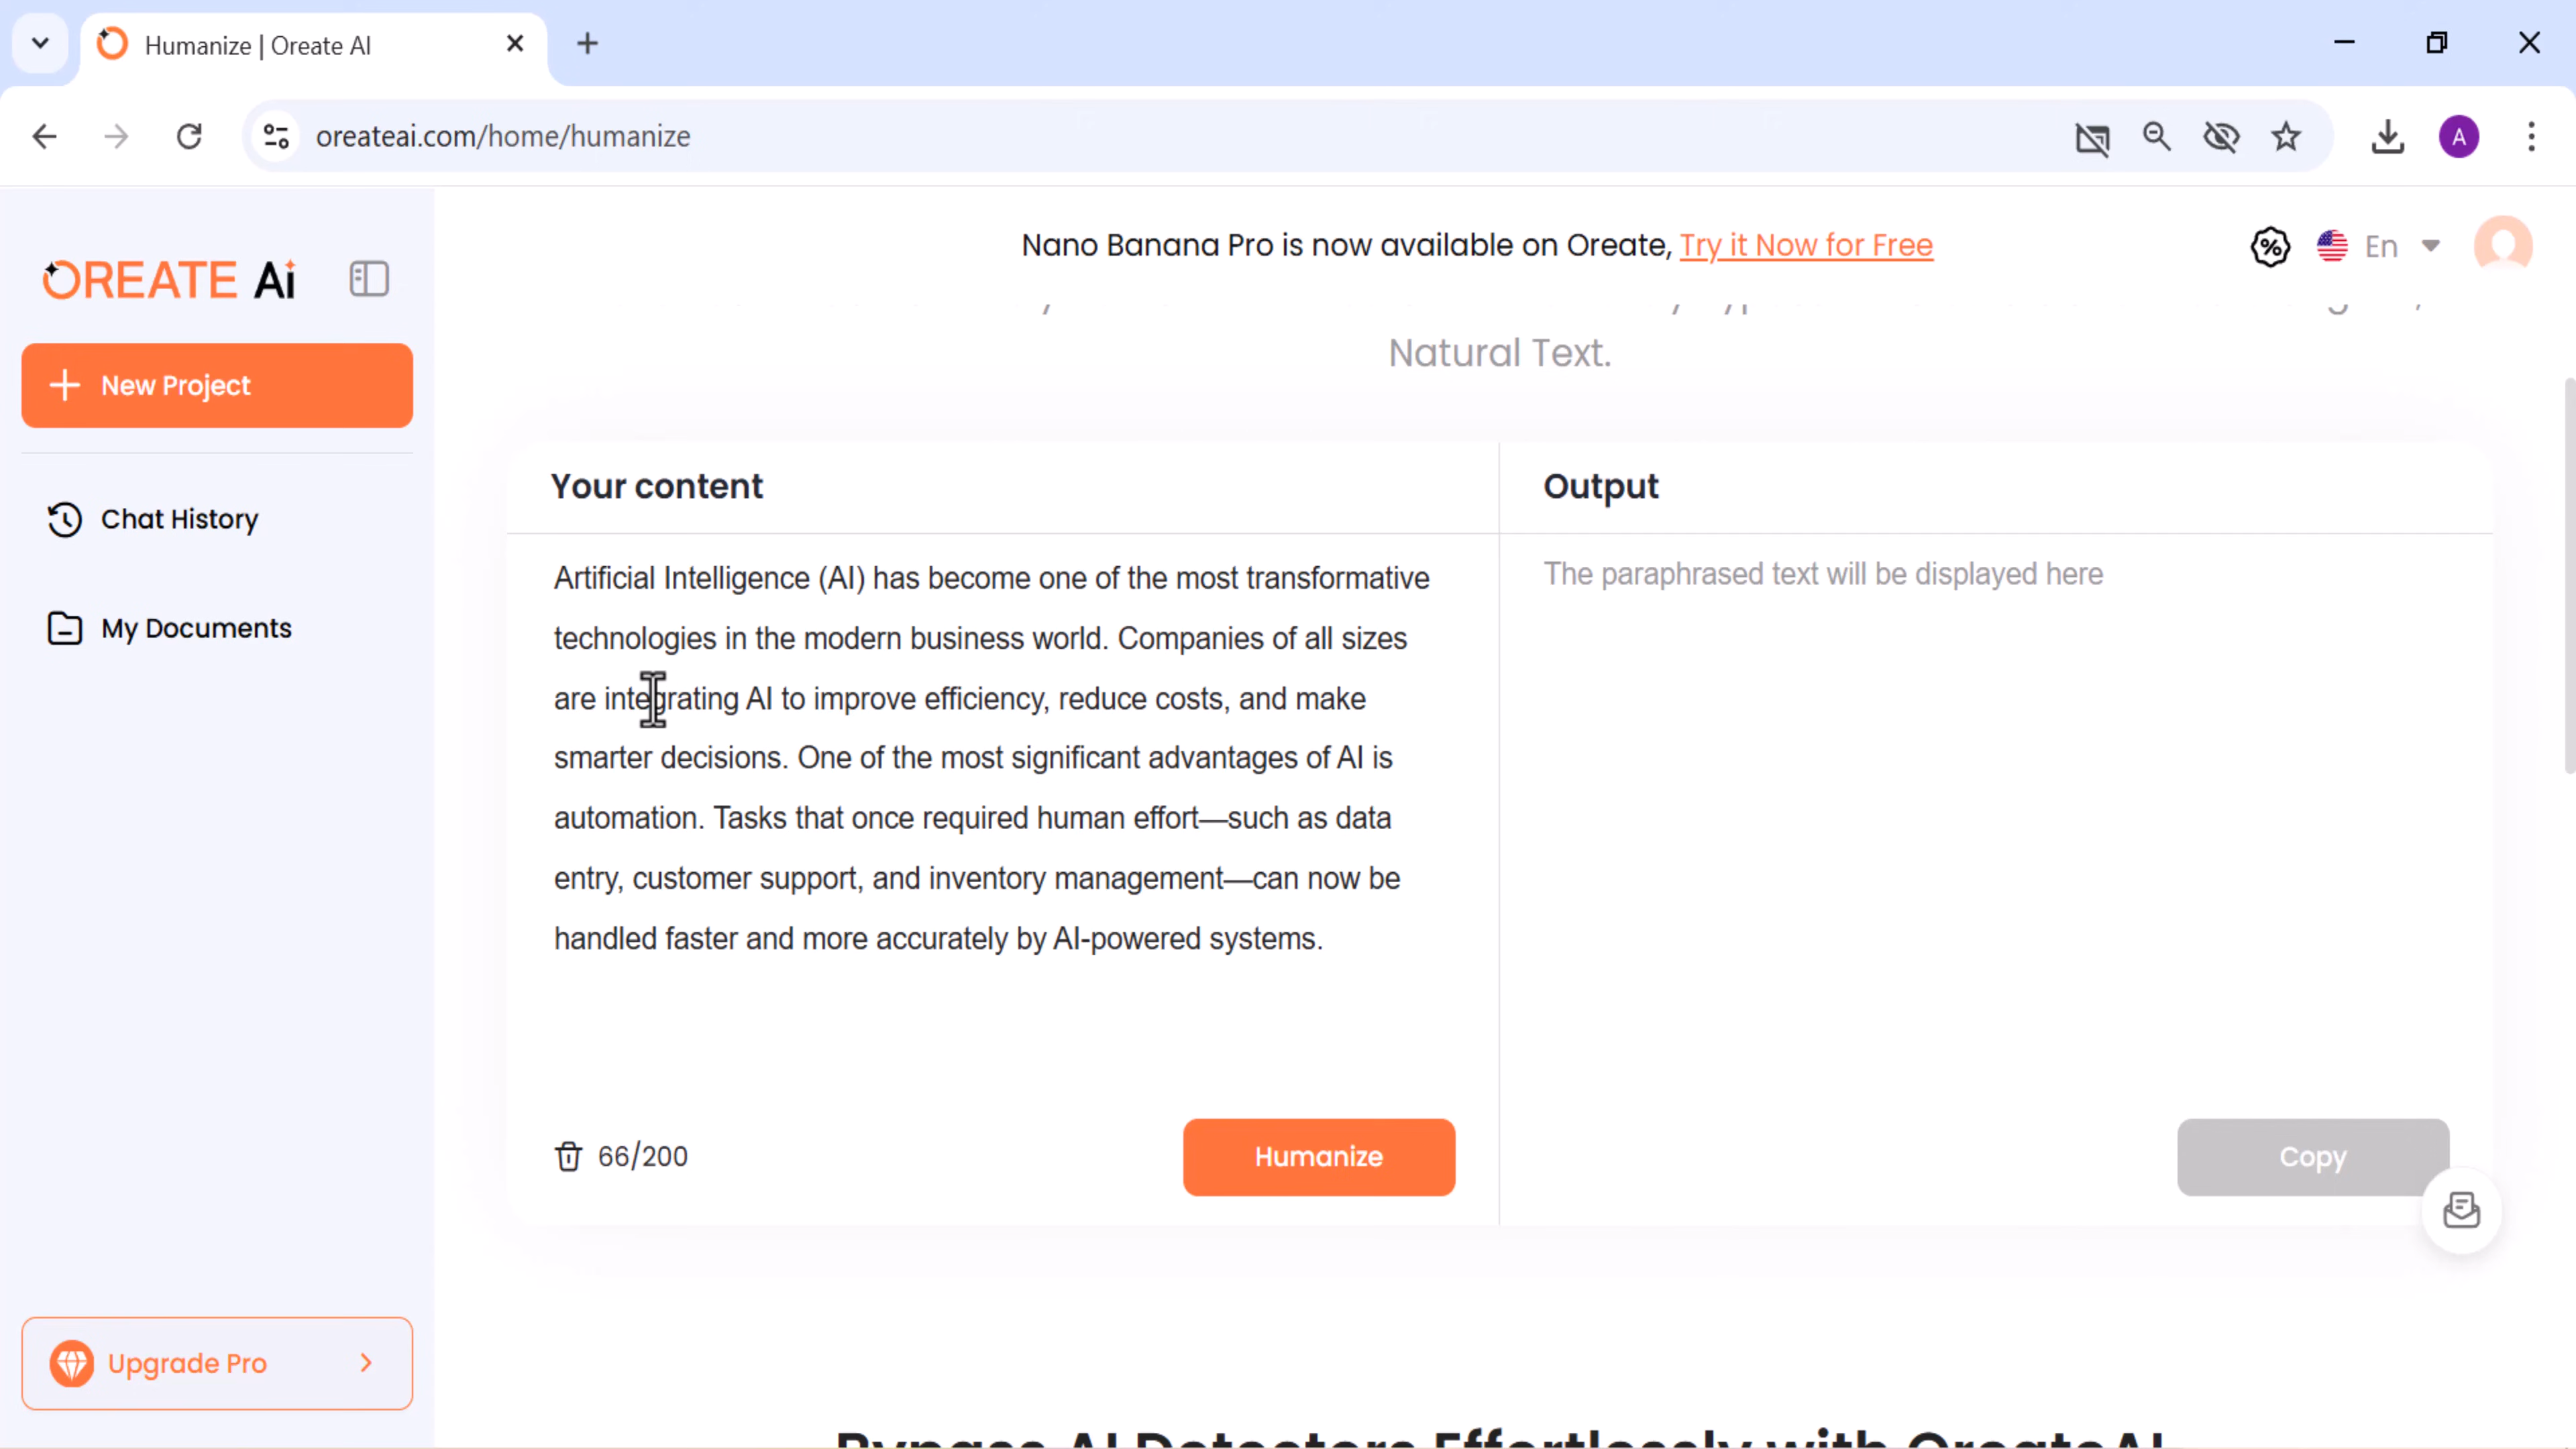 Humanize | Oreate AI
oreateai.com/home/humanize
A
OREATE Ai
Nano Banana Pro is now available on Oreate, Try it Now for Free
En
Natural Text.
New Project
Chat History
My Documents
Your content
Output
Artificial Intelligence (AI) has become one of the most transformative
technologies in the modern business world. Companies of all sizes
are integrating AI to improve efficiency, reduce costs, and make
smarter decisions. One of the most significant advantages of AI is
automation. Tasks that once required human effort—such as data
entry, customer support, and inventory management—can now be
handled faster and more accurately by AI-powered systems.
The paraphrased text will be displayed here
66/200
Humanize
Copy
Upgrade Pro
Bypass AI Detectors Effortlessly with OreateAI